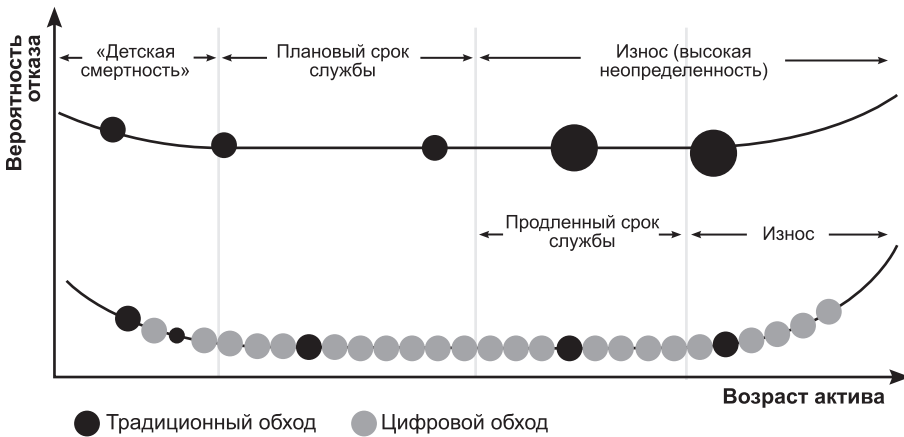 Вероятность
отказа
«Детская
смертность»
Плановый срок
службы
Износ (высокая
неопределенность)
Продленный срок
службы
Износ
Возраст актива
Традиционный обход
Цифровой обход